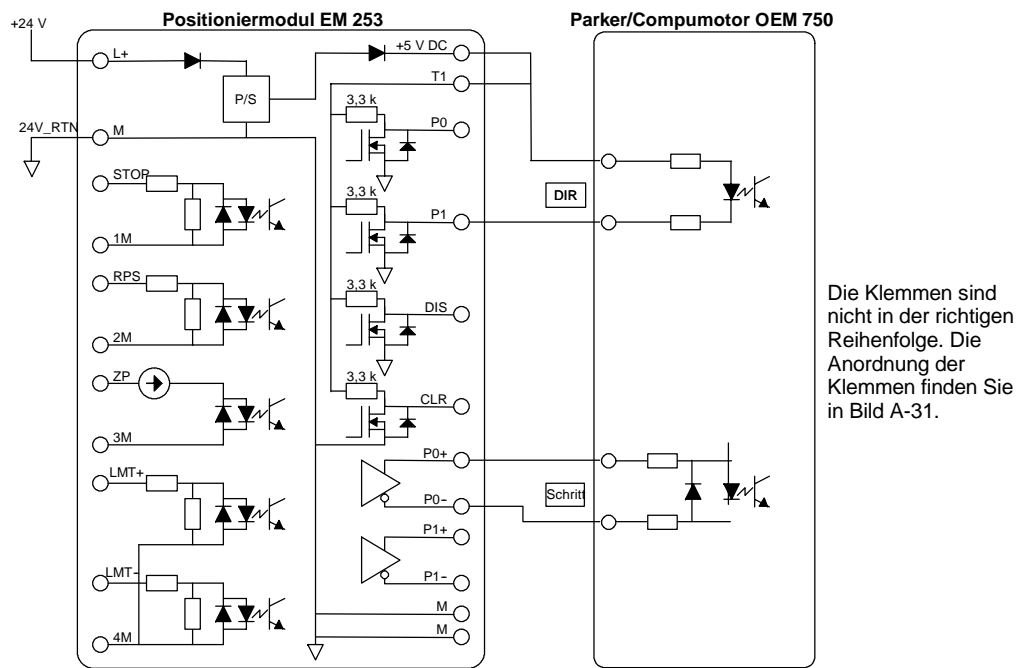 Positioniermodul EM 253
Parker/Compumotor OEM 750
+24 V
L+
+5 V DC
T1
P/S
3,3 k
P0
24V_RTN
M
STOP
DIR
3,3 k
P1
1M
RPS
3,3 k
DIS
2M
ZP
3,3 k
CLR
3M
LMT+
P0+
P0-
Schritt
P1+
LMT-
P1-
M
4M
M
Die Klemmen sind
nicht in der richtigen
Reihenfolge. Die
Anordnung der
Klemmen finden Sie
in Bild A-31.